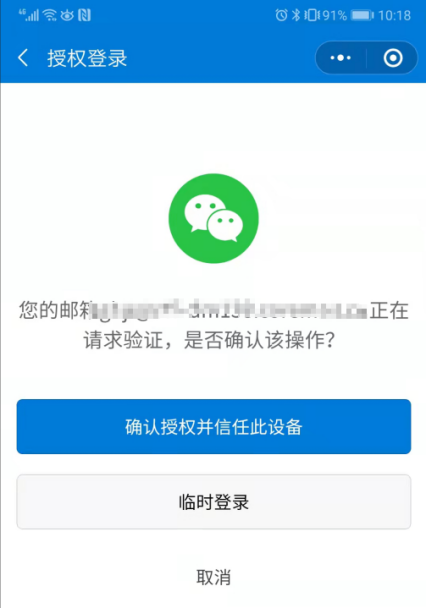 4G 91% 10:18
授权登录
您的邮箱 正在
请求验证，是否确认该操作？
确认授权并信任此设备
临时登录
取消